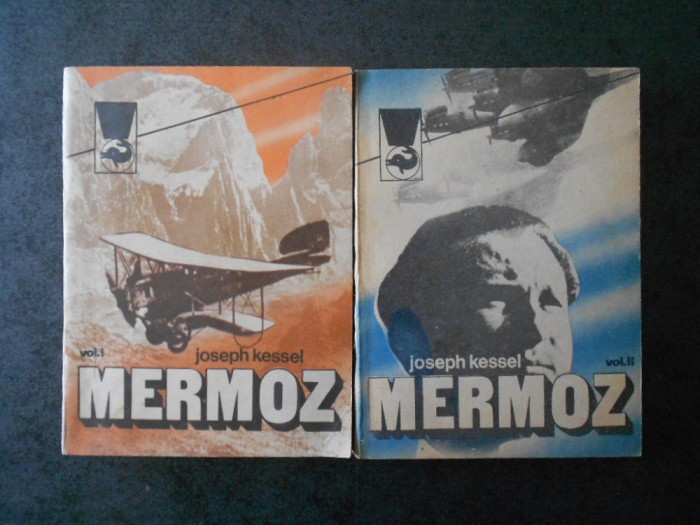 vol.I
joseph kessel
MERMOZ
joseph kessel
vol.II
MERMOZ